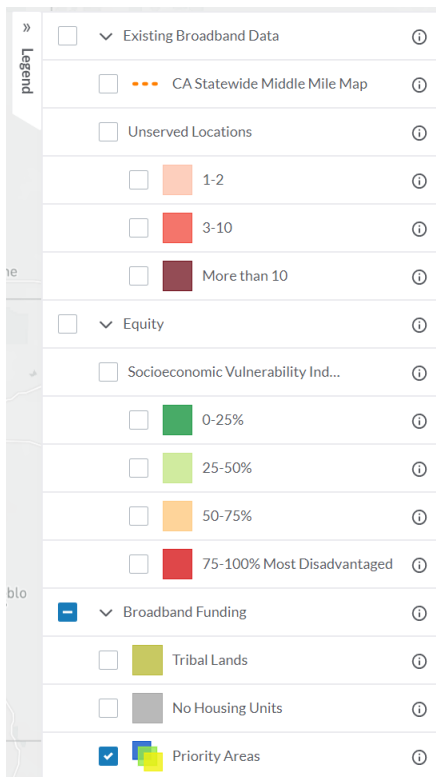 »
Legend
Existing Broadband Data
CA Statewide Middle Mile Map
Unserved Locations
1-2
3-10
More than 10
Equity
Socioeconomic Vulnerability Ind...
0-25%
25-50%
50-75%
75-100% Most Disadvantaged
Broadband Funding
Tribal Lands
No Housing Units
Priority Areas
ne
blo